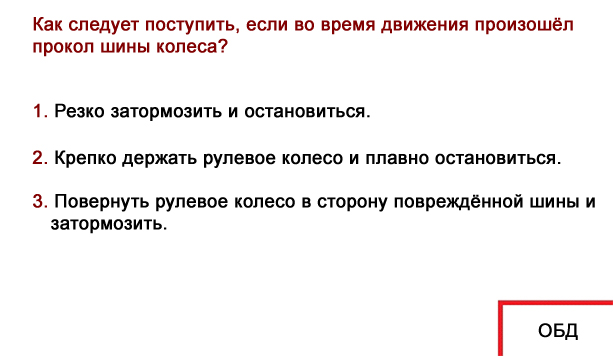 Как следует поступить, если во время движения произошёл
прокол шины колеса?
1. Резко затормозить и остановиться.
2. Крепко держать рулевое колесо и плавно остановиться.
3. Повернуть рулевое колесо в сторону повреждённой шины и
затормозить.
ОБД